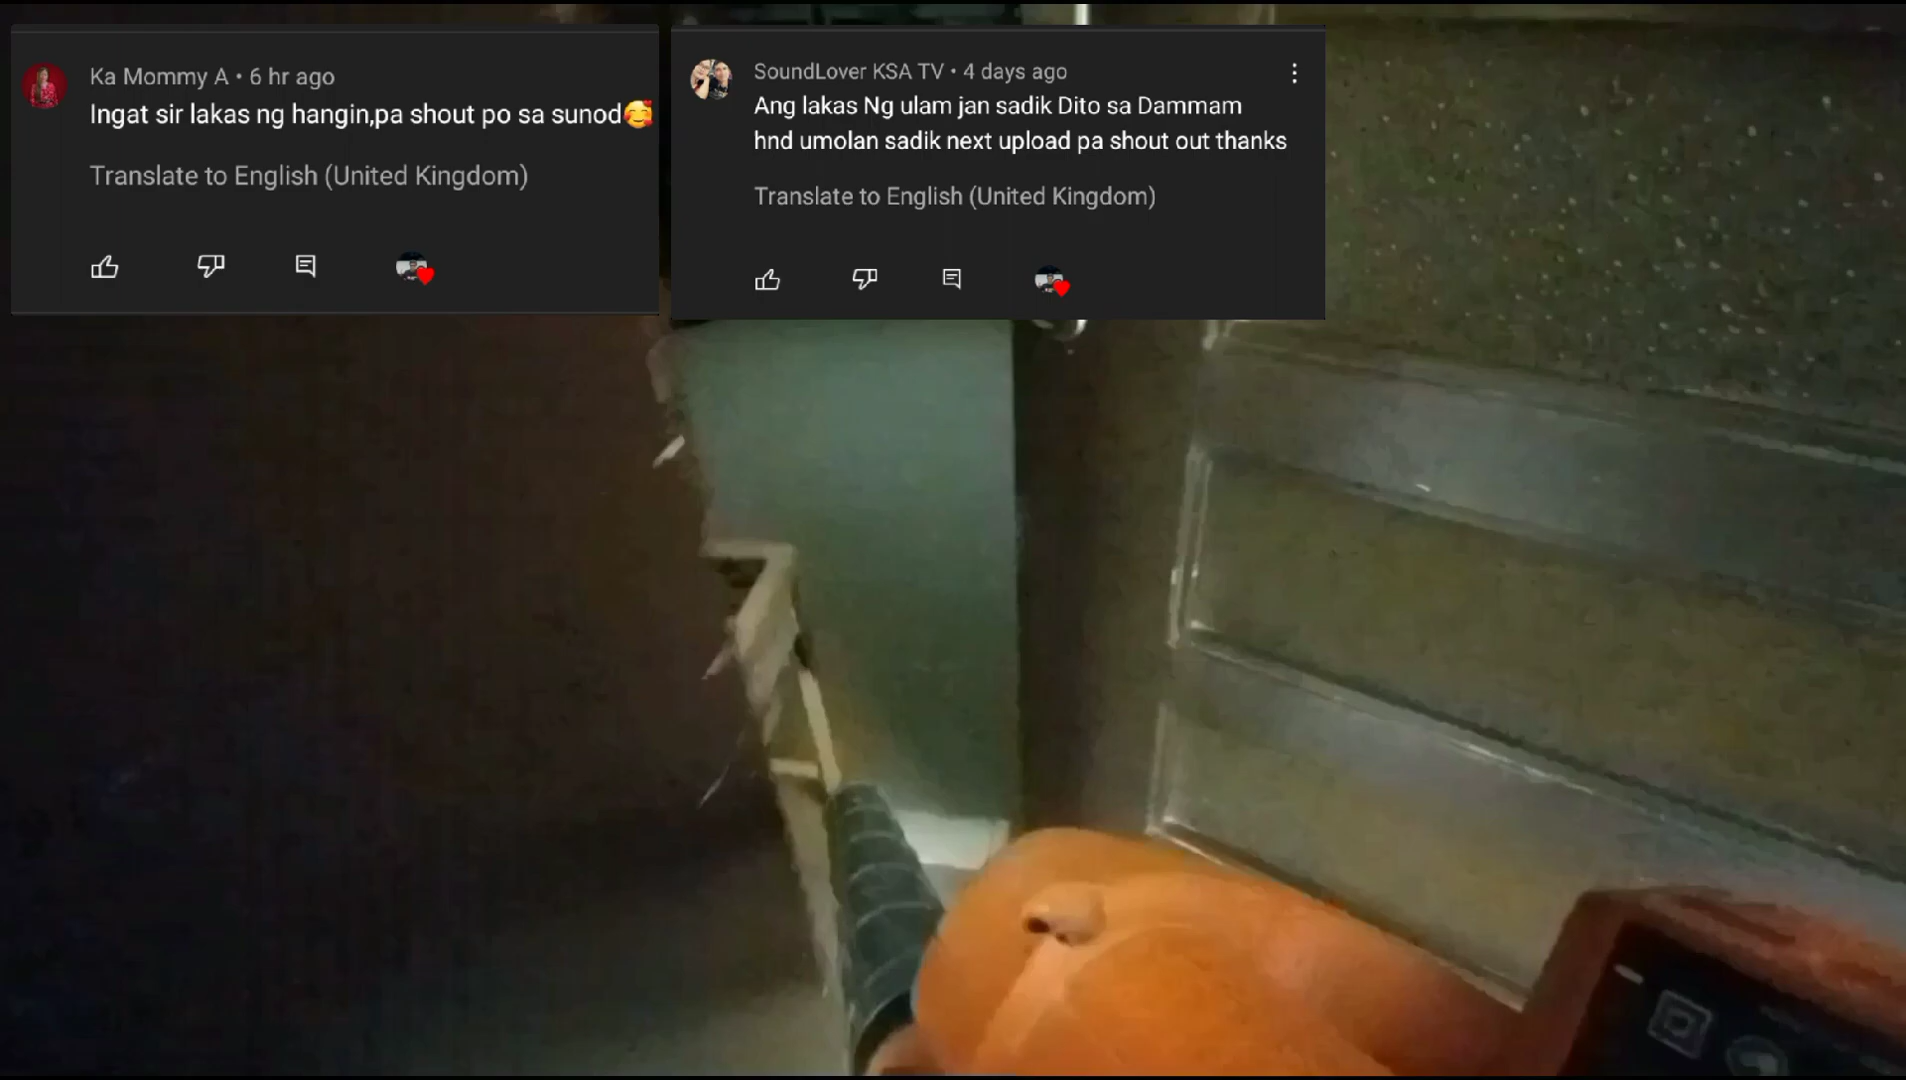 Ka Mommy A • 6 hr ago
Ingat sir lakas ng hangin,pa shout po sa sunod🥰
Translate to English (United Kingdom)
SoundLover KSA TV • 4 days ago
Ang lakas Ng ulam jan sadik Dito sa Dammam
hnd umolan sadik next upload pa shout out thanks
Translate to English (United Kingdom)